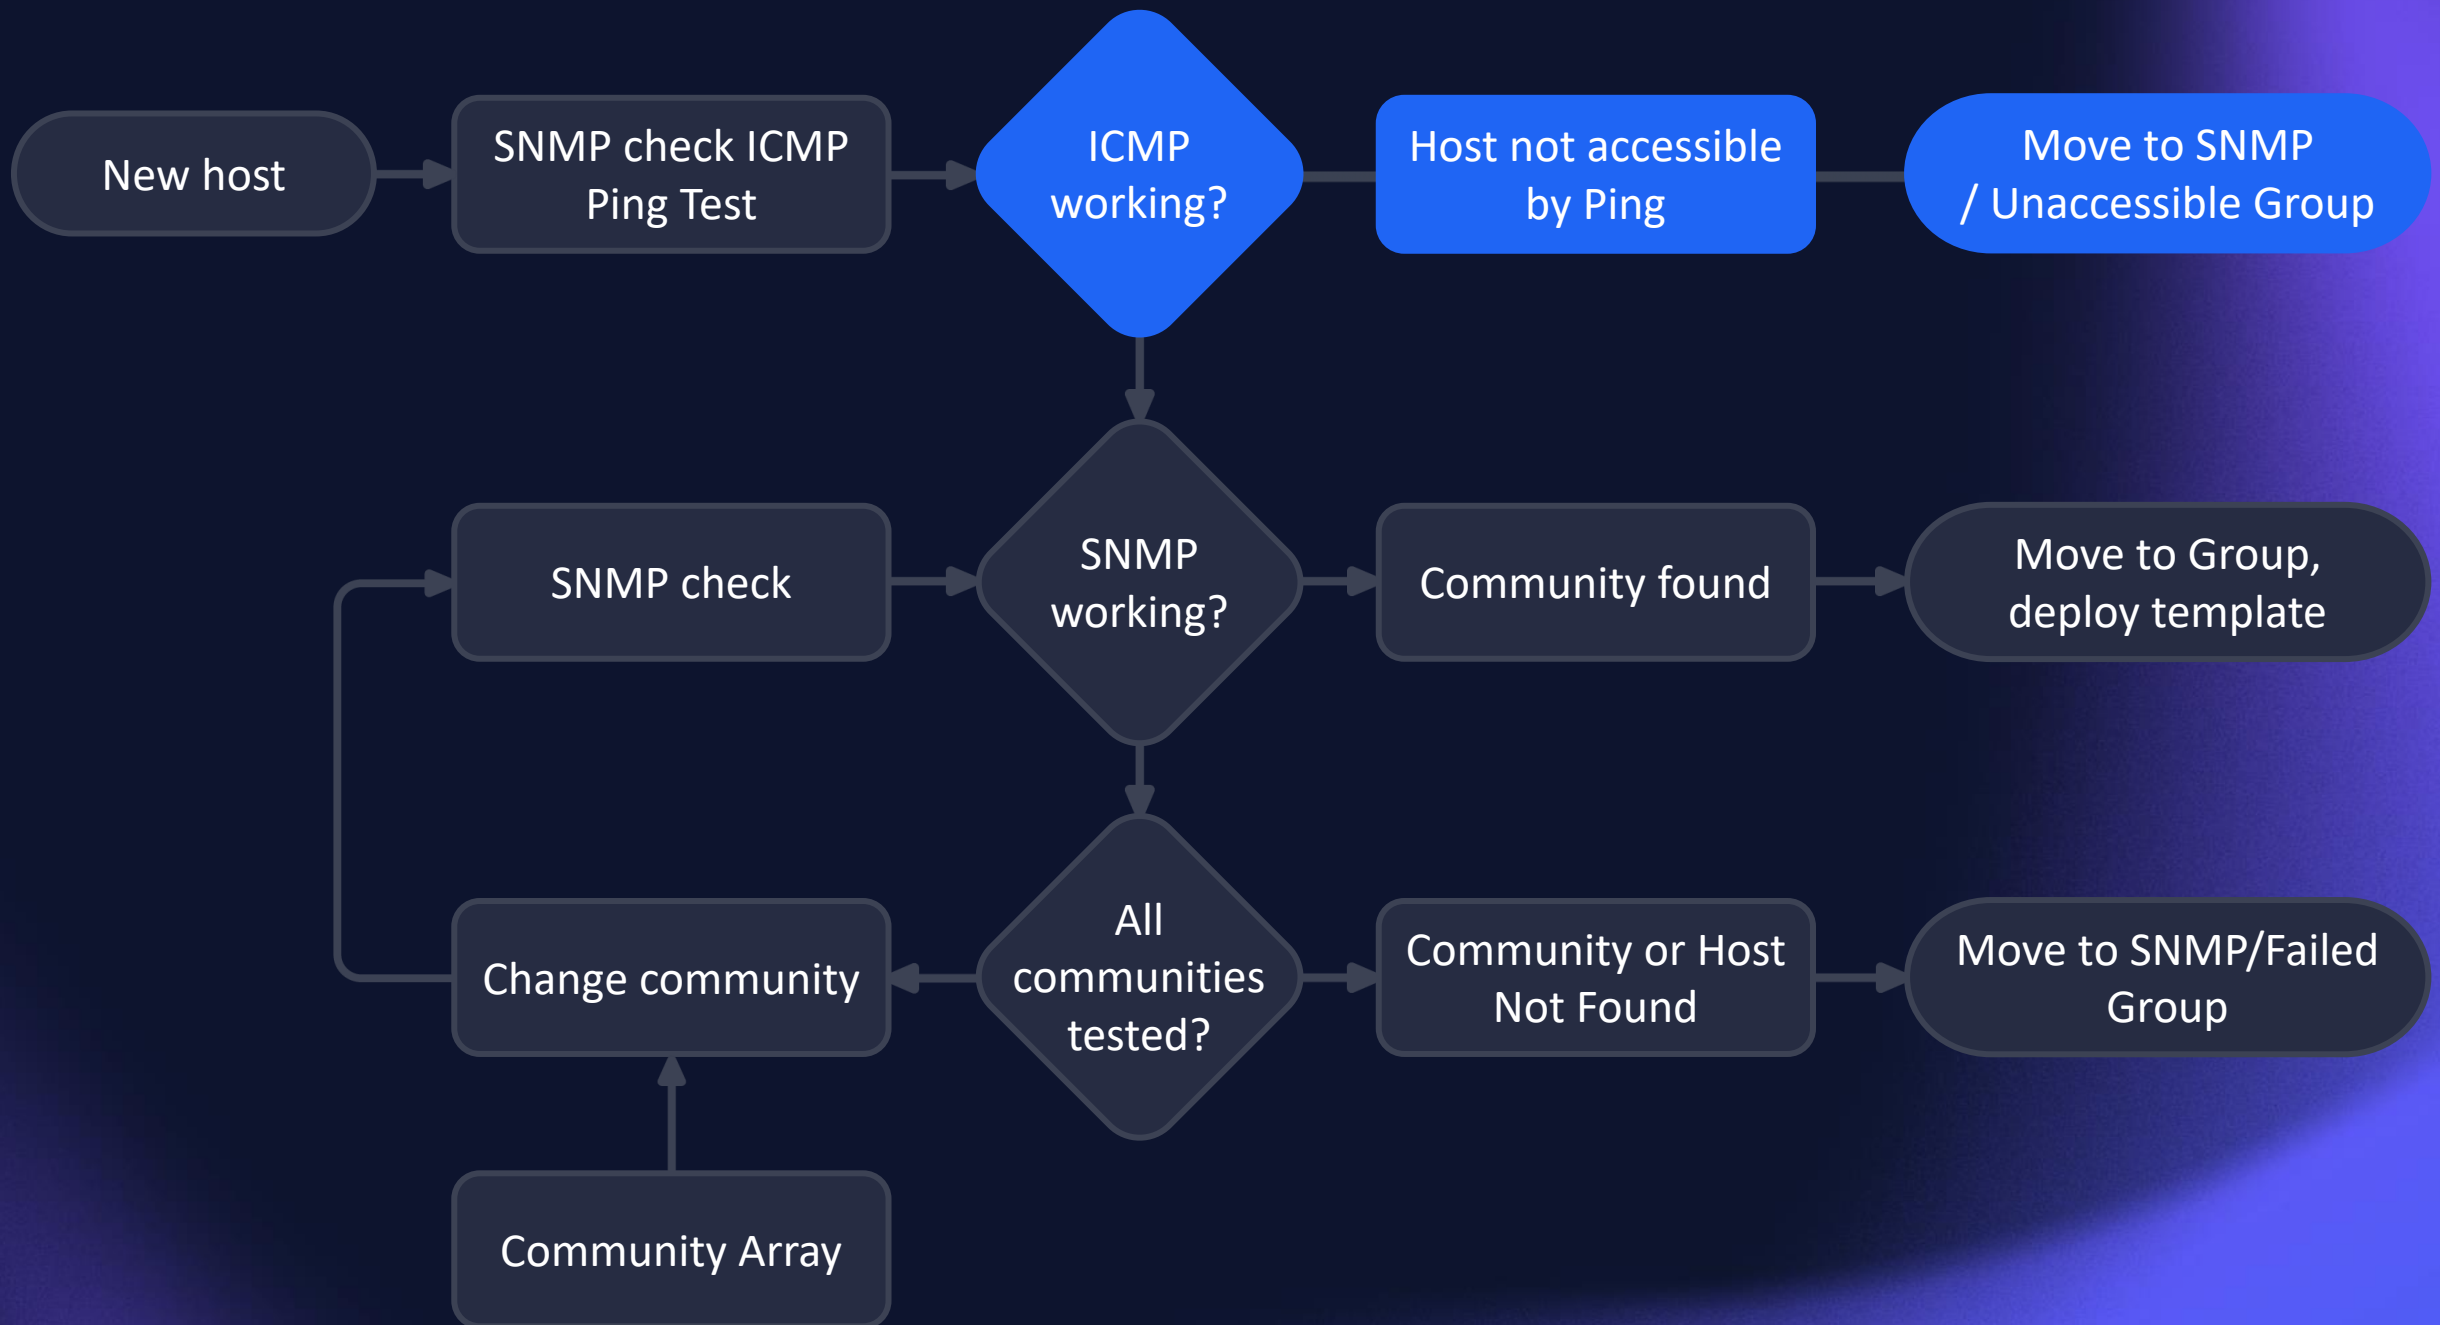 New host
SNMP check ICMP
Ping Test
ICMP
working?
Host not accessible
by Ping
Move to SNMP
/ Unaccessible Group
SNMP check
SNMP
working?
Community found
Move to Group,
deploy template
Change community
All
communities
tested?
Community or Host
Not Found
Move to SNMP/Failed
Group
Community Array